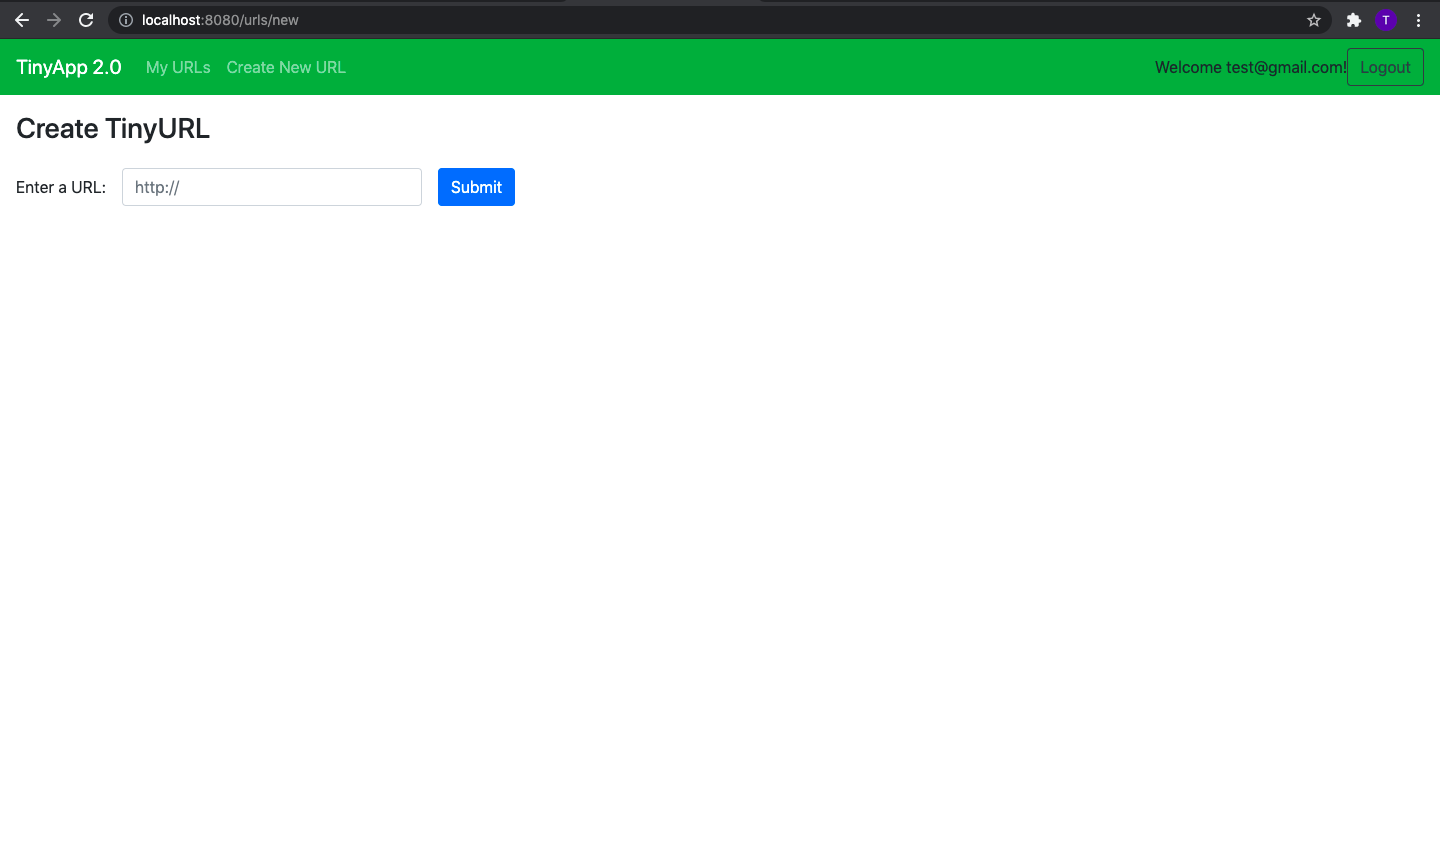 localhost:8080/urls/new
T
TinyApp 2.0 My URLs Create New URL Welcome test@gmail.com! Logout
Create TinyURL
Enter a URL: http:// Submit